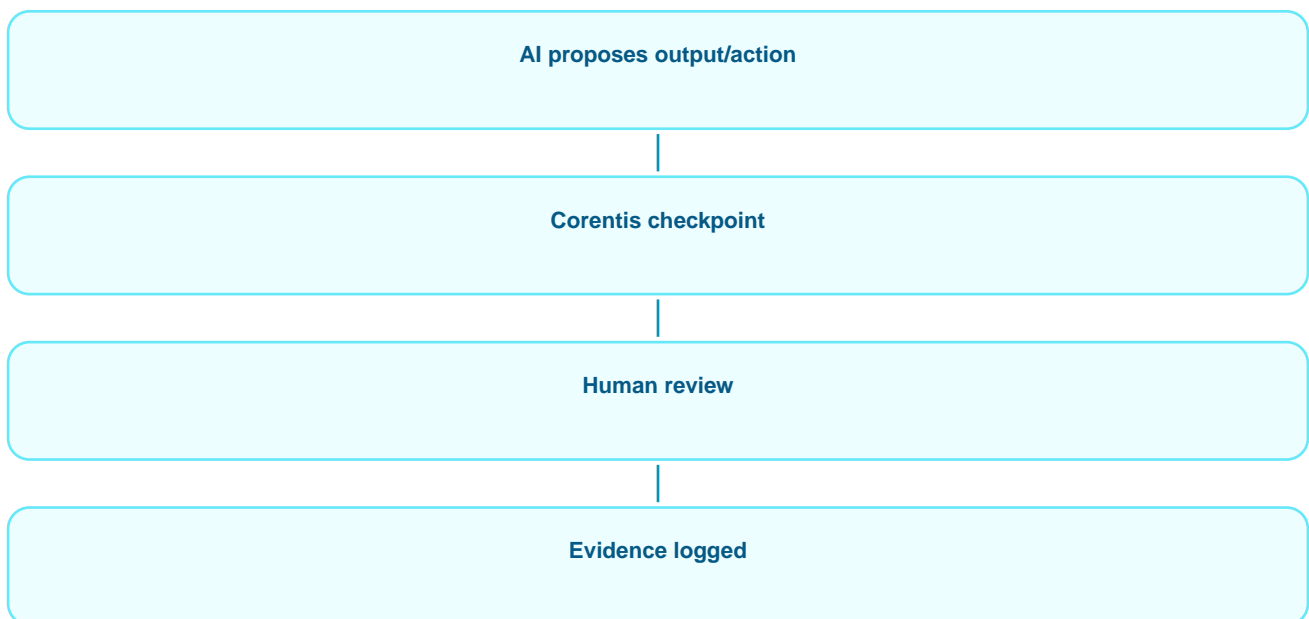 AI proposes output/action
Corentis checkpoint
Human review
Evidence logged